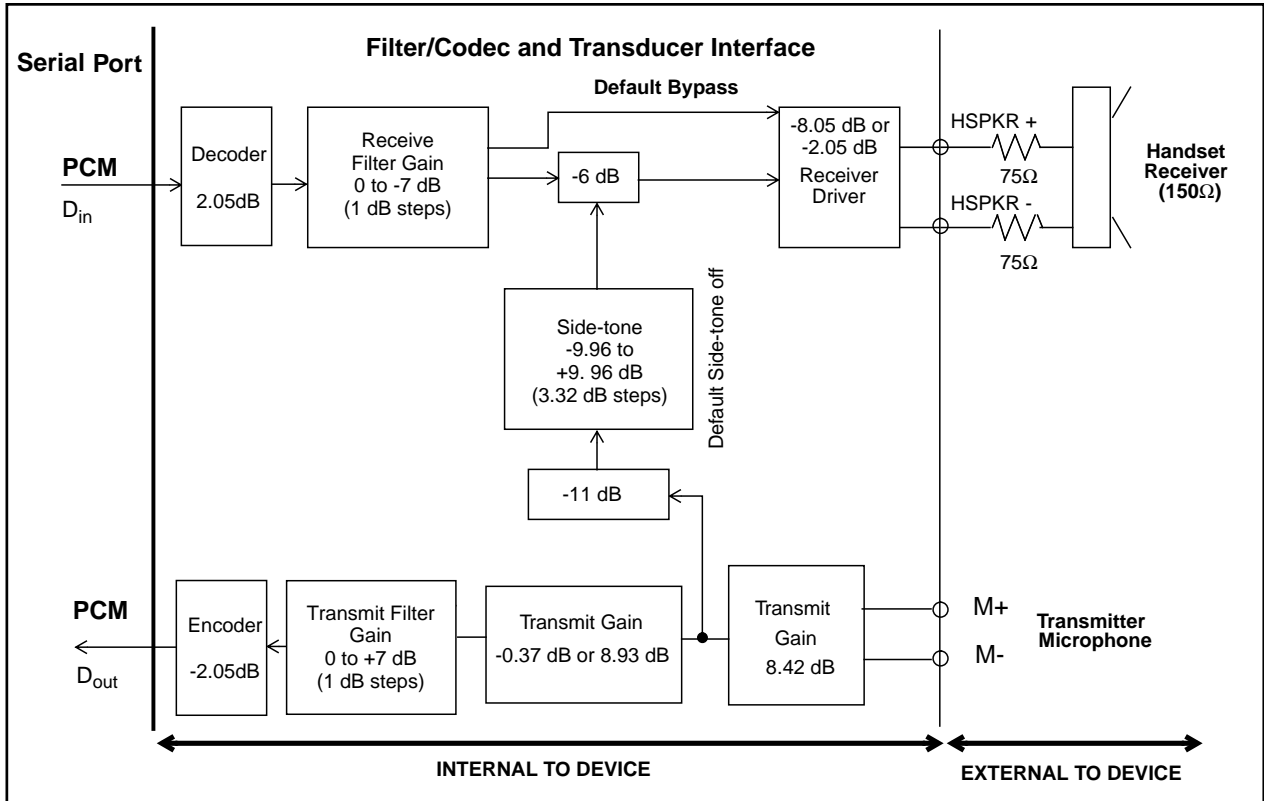 Filter/Codec and Transducer Interface
Serial Port
Default Bypass
PCM
D_in
Decoder
2.05dB
Receive
Filter Gain
0 to -7 dB
(1 dB steps)
-6 dB
-8.05 dB or
-2.05 dB
Receiver
Driver
HSPKR +
75Ω
HSPKR -
75Ω
Handset
Receiver
(150Ω)
Side-tone
-9.96 to
+9. 96 dB
(3.32 dB steps)
Default Side-tone off
-11 dB
PCM
D_out
Encoder
-2.05dB
Transmit Filter
Gain
0 to +7 dB
(1 dB steps)
Transmit Gain
-0.37 dB or 8.93 dB
Transmit
Gain
8.42 dB
M+
M-
Transmitter
Microphone
INTERNAL TO DEVICE
EXTERNAL TO DEVICE